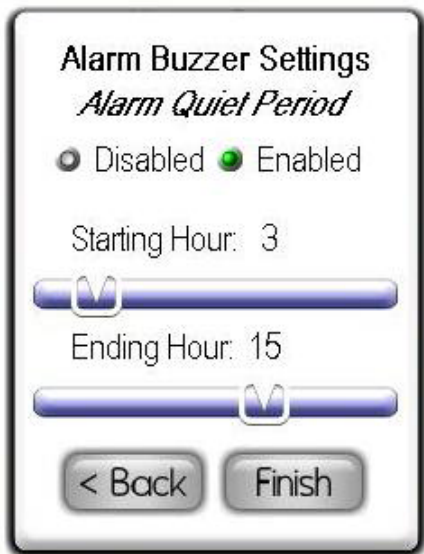 Alarm Buzzer Settings
Alarm Quiet Period
Disabled Enabled
Starting Hour: 3
Ending Hour: 15
< Back Finish